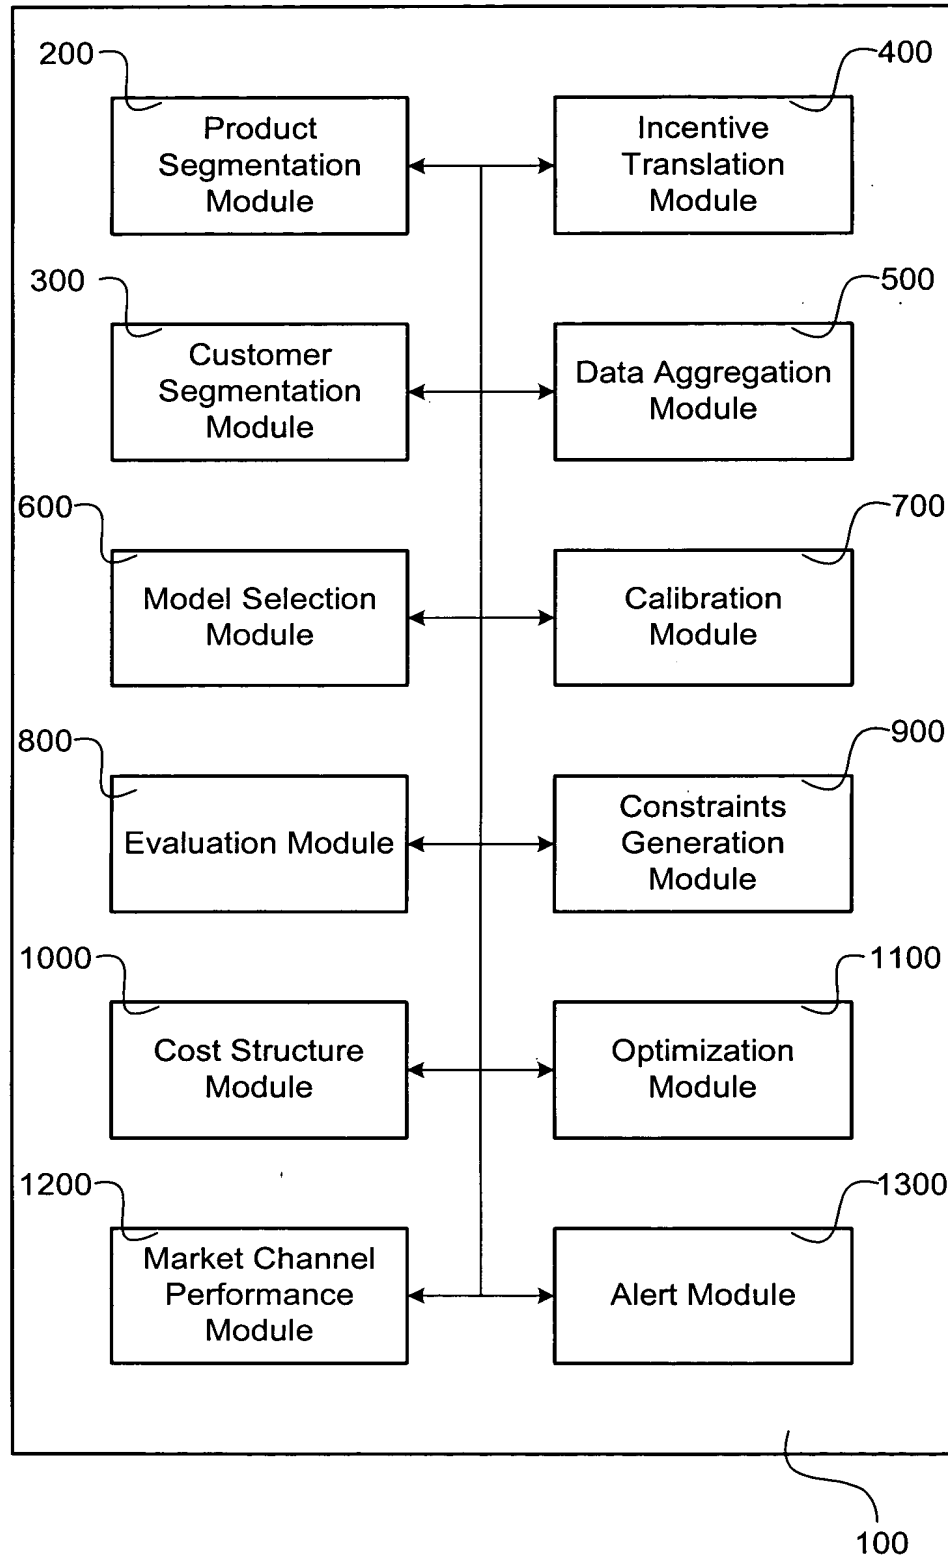 200
400
Product
Segmentation
Module
Incentive
Translation
Module
300
500
Customer
Segmentation
Module
Data Aggregation
Module
600
700
Model Selection
Module
Calibration
Module
800
900
Evaluation Module
Constraints
Generation
Module
1000
1100
Cost Structure
Module
Optimization
Module
1200
1300
Market Channel
Performance
Module
Alert Module
100